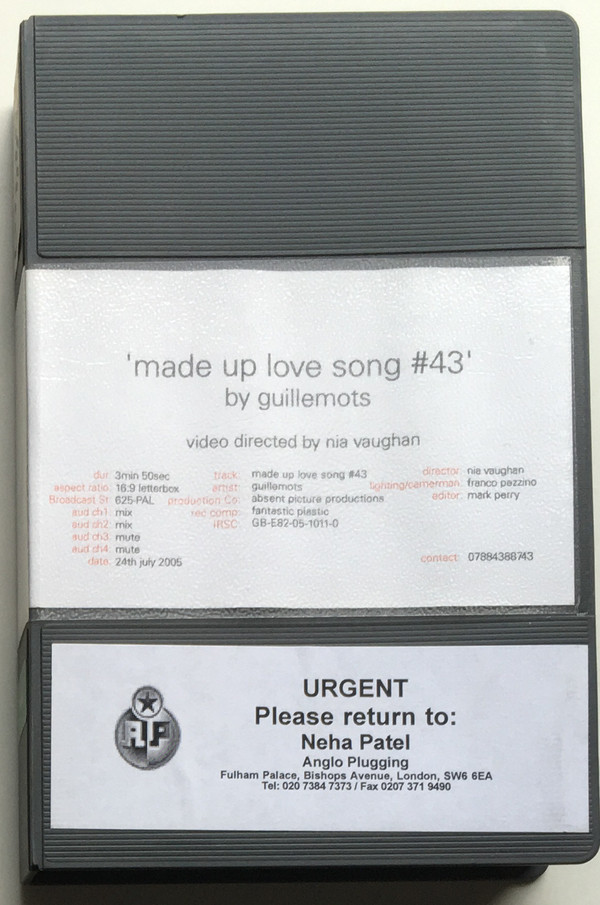 'made up love song #43'
by guillemots
video directed by nia vaughan
dur: 3min 50sec
aspect ratio: 16:9 letterbox
Broadcast St: 625-PAL
aud ch1: mix
aud ch2: mix
aud ch3: mute
aud ch4: mute
date: 24th july 2005
track: made up love song #43
artist: guillemots
production Co: absent picture productions
rec comp: fantastic plastic
IRSC: GB-E82-05-1011-0
director: nia vaughan
lighting/camerman: franco pezzino
editor: mark perry
contact: 07884388743
AP
URGENT
Please return to:
Neha Patel
Anglo Plugging
Fulham Palace, Bishops Avenue, London, SW6 6EA
Tel: 020 7384 7373 / Fax 0207 371 9490